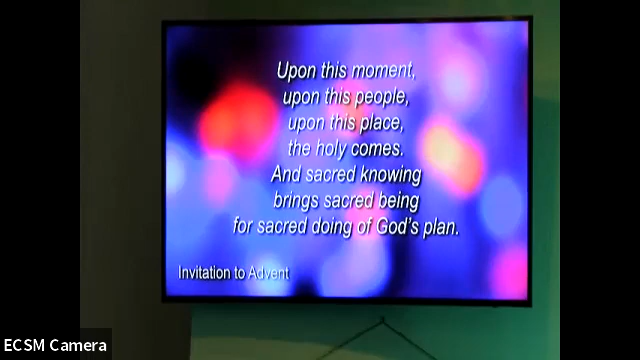 Upon this moment,
upon this people,
upon this place,
the holy comes.
And sacred knowing
brings sacred being
for sacred doing of God's plan.
Invitation to Advent
ECSM Camera